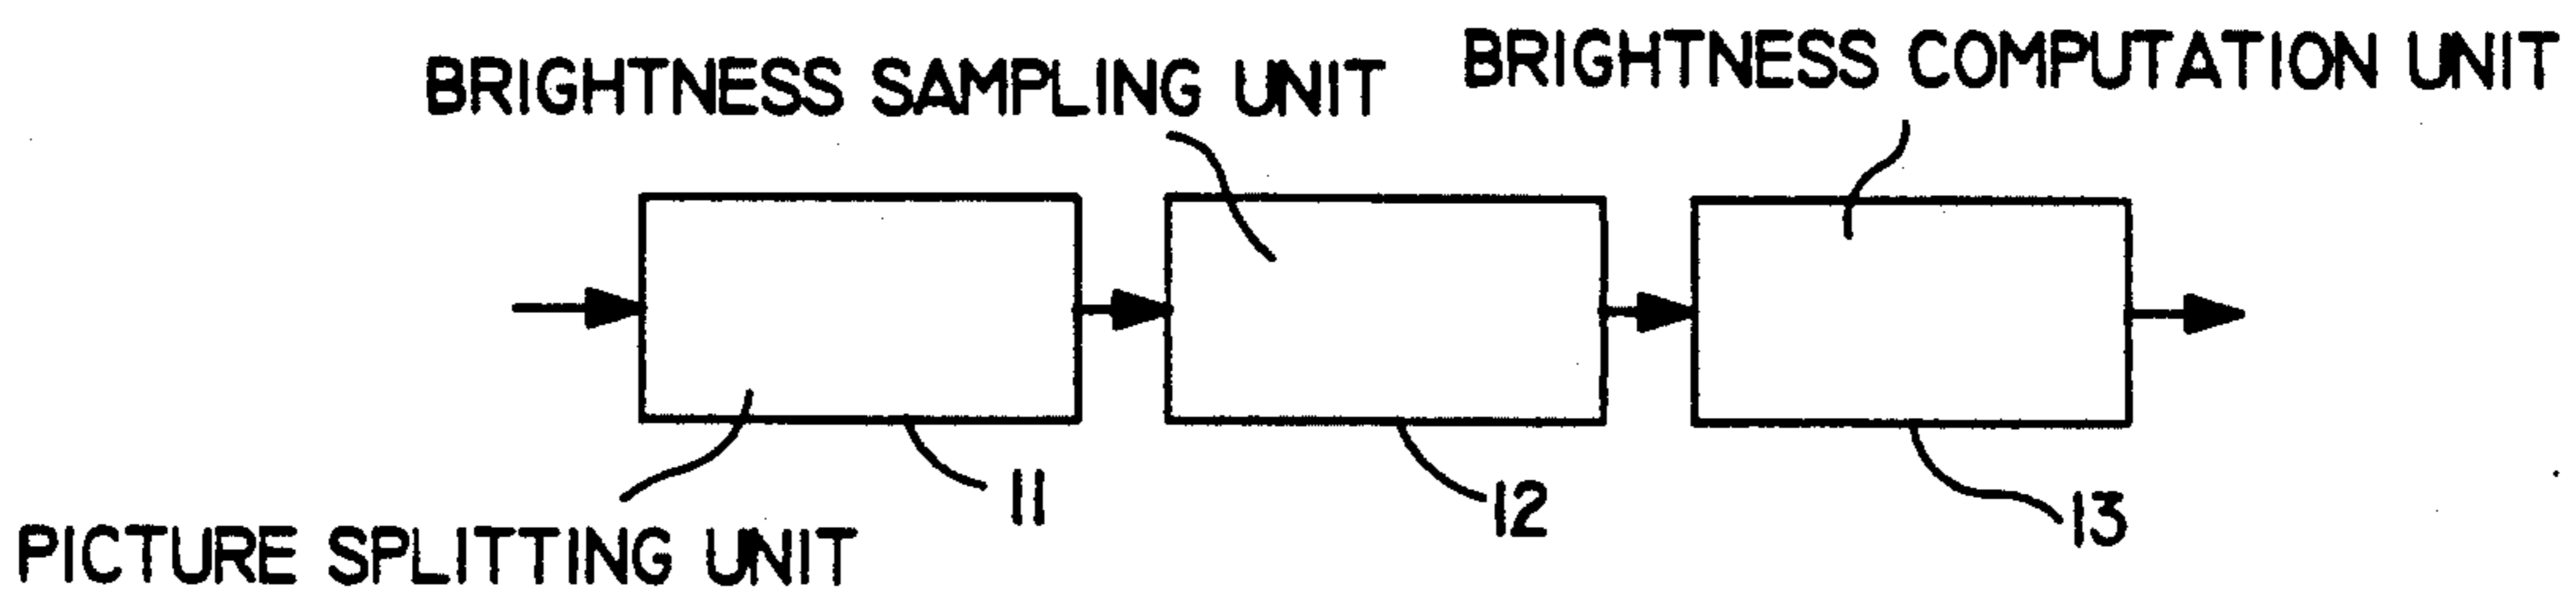 BRIGHTNESS SAMPLING UNIT
BRIGHTNESS COMPUTATION UNIT
PICTURE SPLITTING UNIT
11
12
13